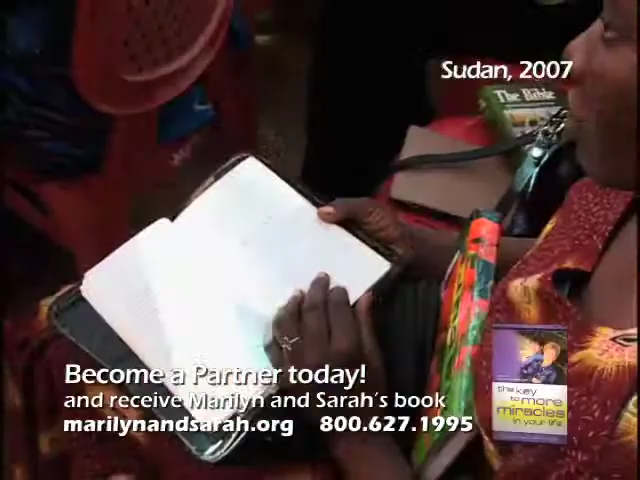 Sudan, 2007
The Bible
Become a Partner today!
and receive Marilyn and Sarah's book
marilynandsarah.org 800.627.1995
the key
to more
miracles
in your life